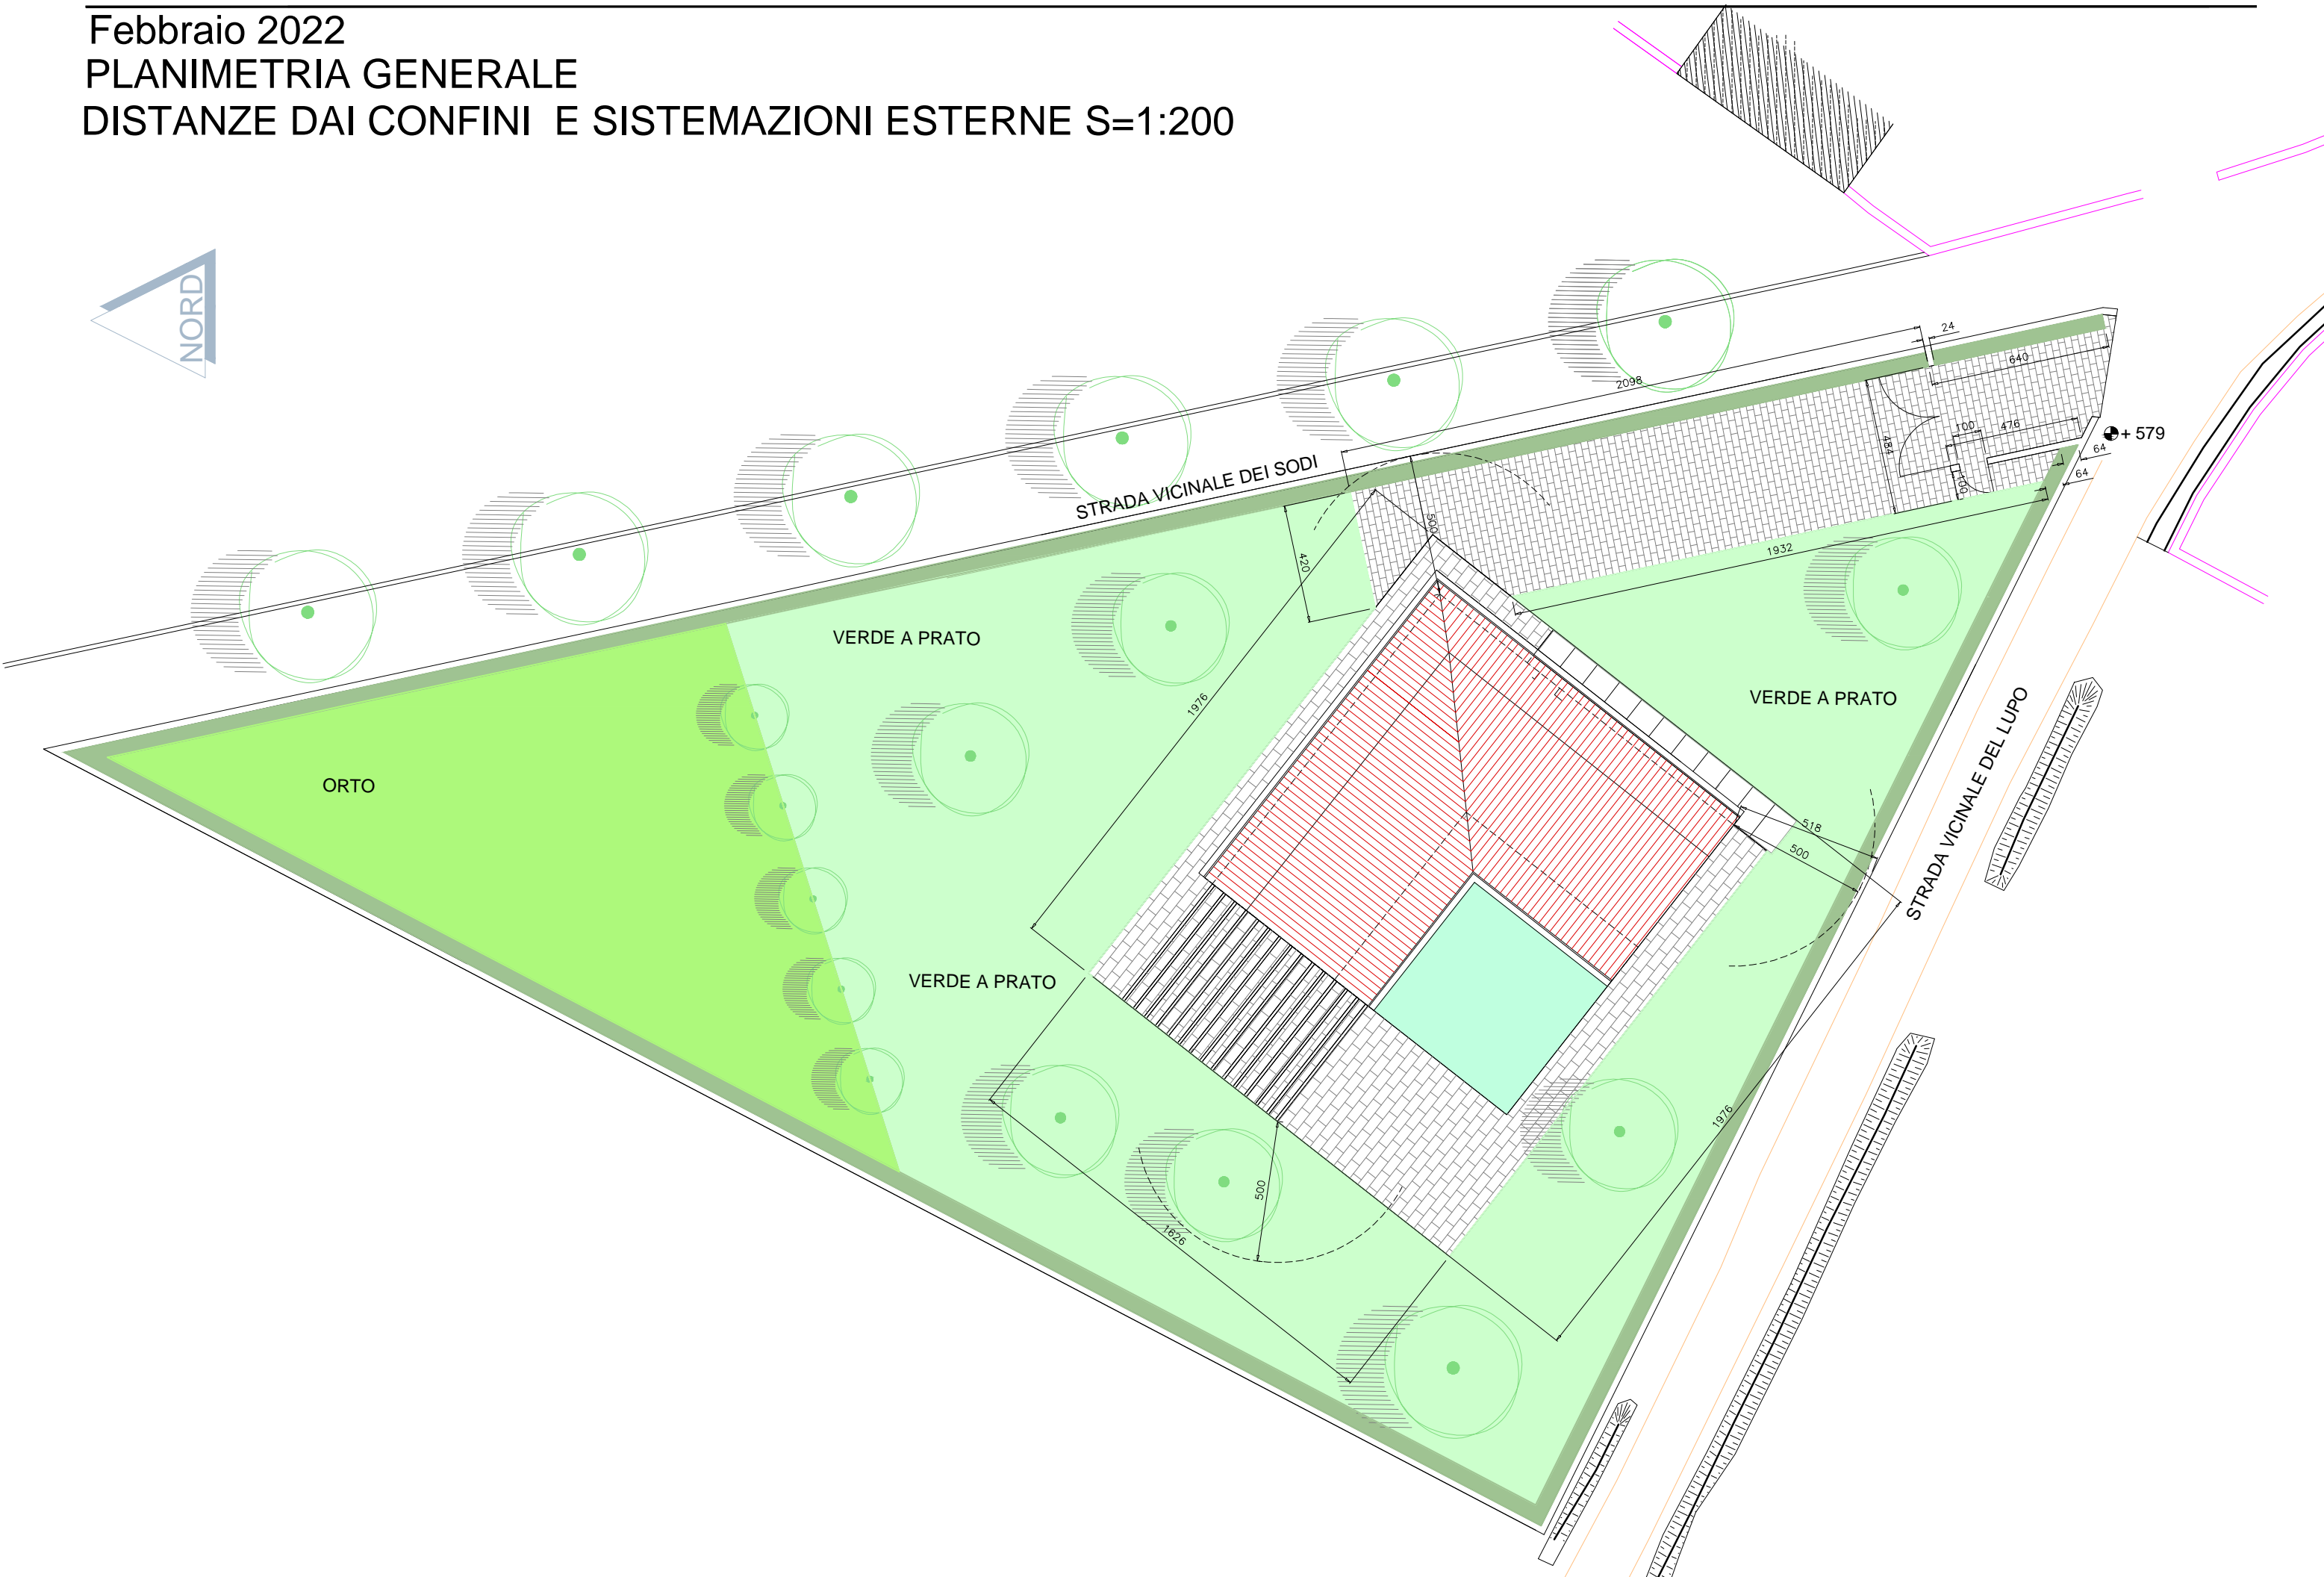 Febbraio 2022
PLANIMETRIA GENERALE
DISTANZE DAI CONFINI E SISTEMAZIONI ESTERNE S=1:200
NORD
24
640
2098
100
476
484
+ 579
64
64
100
STRADA VICINALE DEI SODI
500
420
1932
VERDE A PRATO
1976
VERDE A PRATO
ORTO
STRADA VICINALE DEL LUPO
518
500
VERDE A PRATO
1976
500
1626